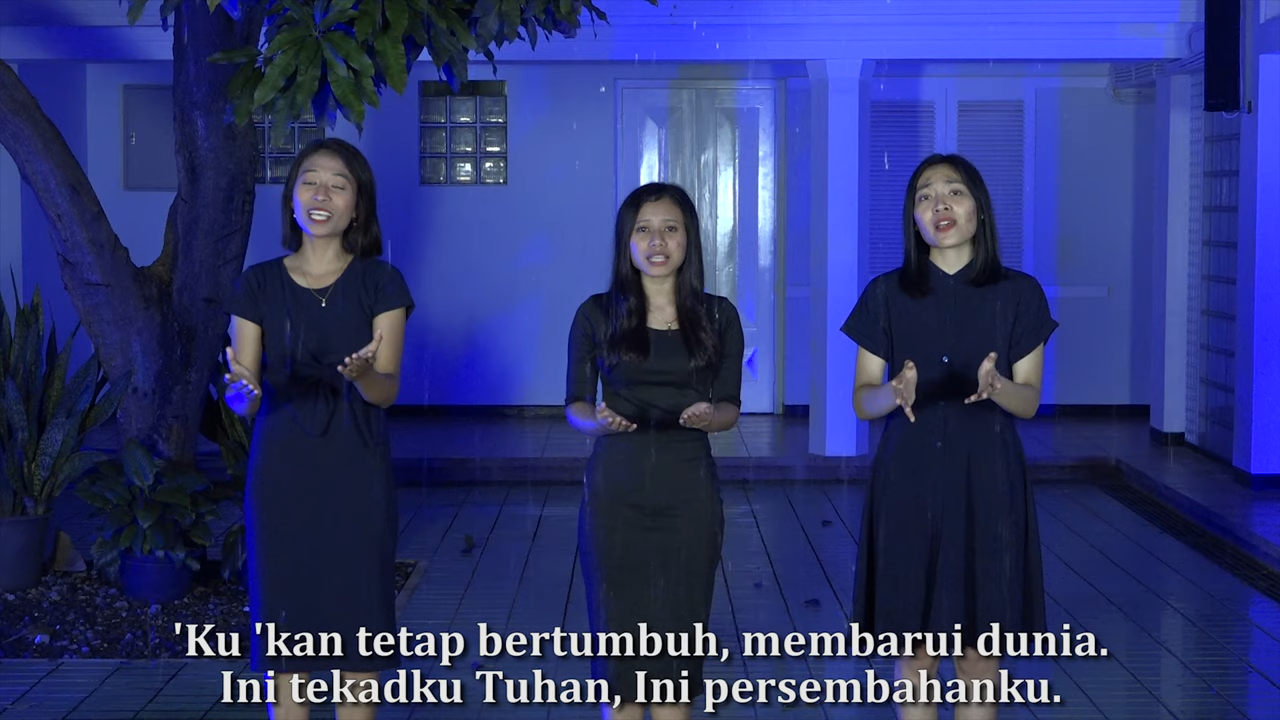 'Ku 'kan tetap bertumbuh, membarui dunia.
Ini tekadku Tuhan, Ini persembahanku.